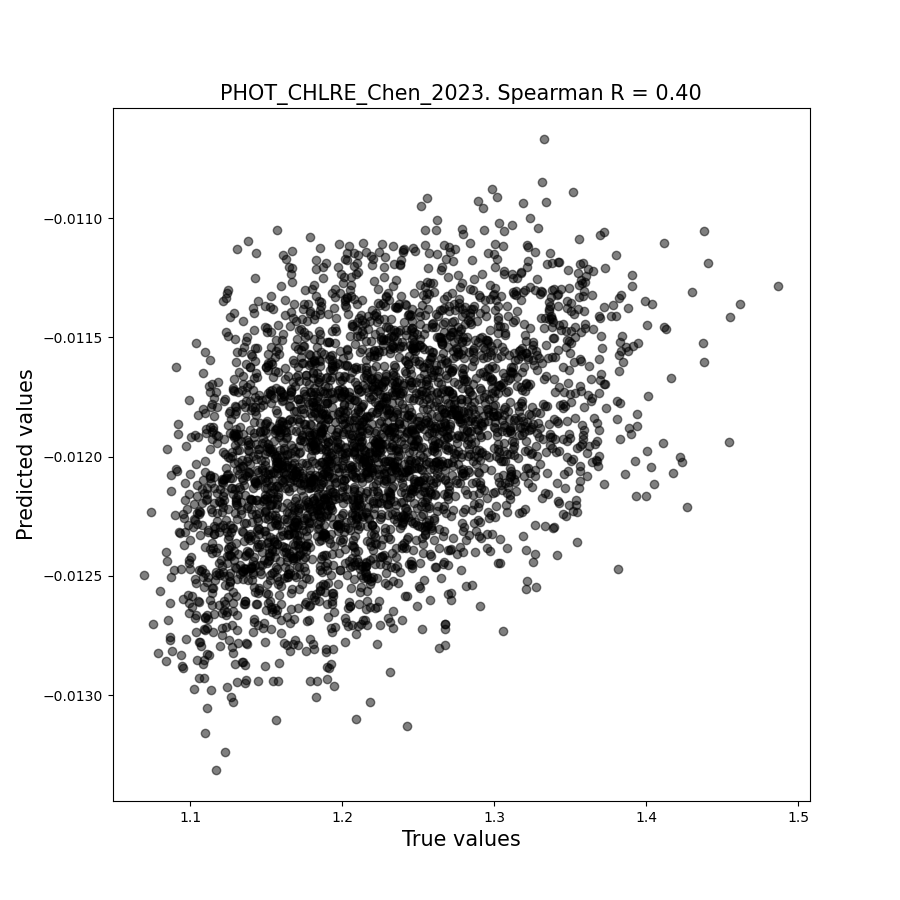 PHOT_CHLRE_Chen_2023. Spearman R = 0.40
Predicted values
−0.0110
−0.0115
−0.0120
−0.0125
−0.0130
1.1 1.2 1.3 1.4 1.5
True values